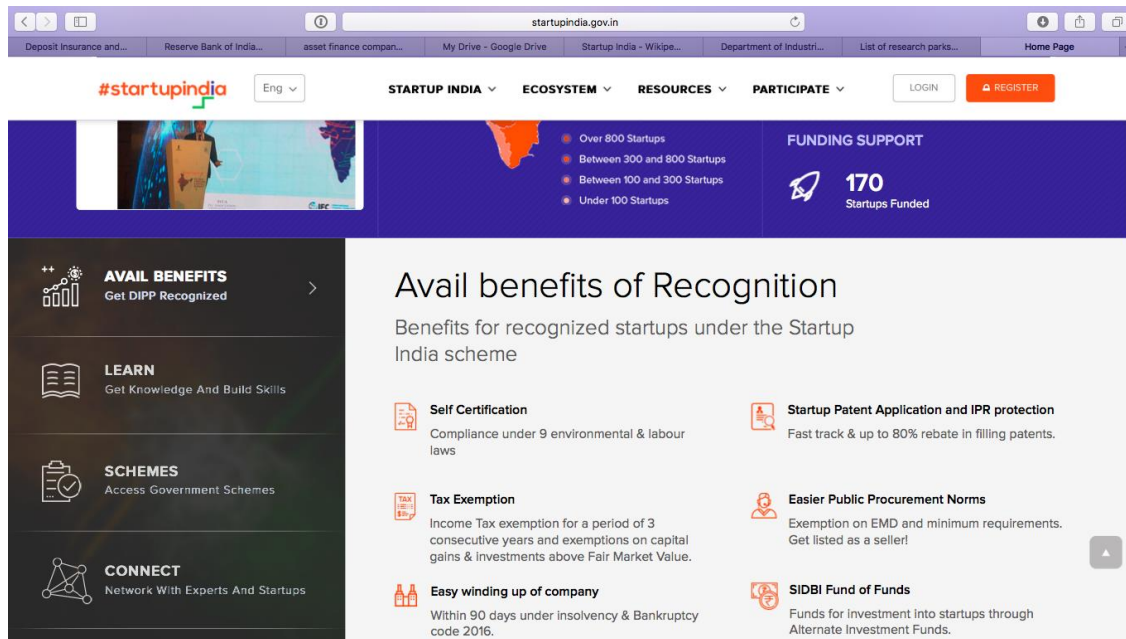 startupindia.gov.in
Deposit Insurance and...
Reserve Bank of India...
asset finance compan...
My Drive - Google Drive
Startup India - Wikipe...
Department of Industri...
List of research parks...
Home Page
#startupindia
Eng
STARTUP INDIA
ECOSYSTEM
RESOURCES
PARTICIPATE
LOGIN
REGISTER
IFC
Over 800 Startups
Between 300 and 800 Startups
Between 100 and 300 Startups
Under 100 Startups
FUNDING SUPPORT
170
Startups Funded
AVAIL BENEFITS
Get DIPP Recognized
LEARN
Get Knowledge And Build Skills
SCHEMES
Access Government Schemes
CONNECT
Network With Experts And Startups
Avail benefits of Recognition
Benefits for recognized startups under the Startup
India scheme
Self Certification
Compliance under 9 environmental & labour
laws
Startup Patent Application and IPR protection
Fast track & up to 80% rebate in filling patents.
TAX
Tax Exemption
Income Tax exemption for a period of 3
consecutive years and exemptions on capital
gains & investments above Fair Market Value.
Easier Public Procurement Norms
Exemption on EMD and minimum requirements.
Get listed as a seller!
Easy winding up of company
Within 90 days under insolvency & Bankruptcy
code 2016.
SIDBI Fund of Funds
Funds for investment into startups through
Alternate Investment Funds.